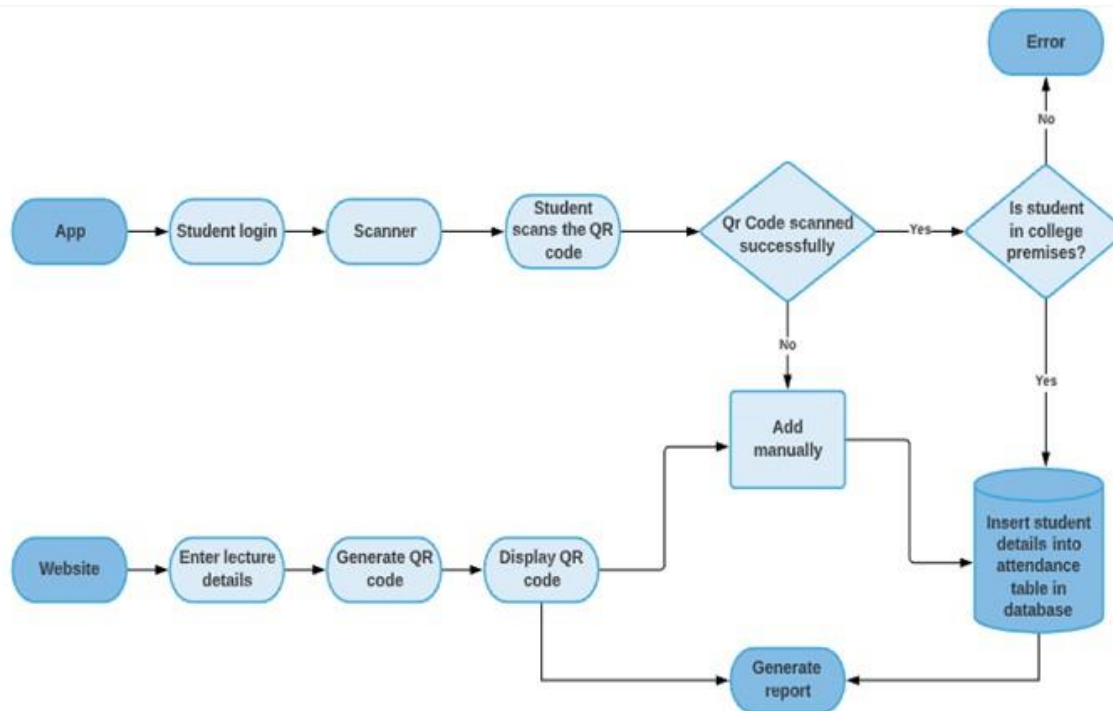 Error
No
App
Student login
Scanner
Student
scans the QR
code
Qr Code scanned
successfully
Yes
Is student
in college
premises?
No
Yes
Add
manually
Website
Enter lecture
details
Generate QR
code
Display QR
code
Insert student
details into
attendance
table in
database
Generate
report